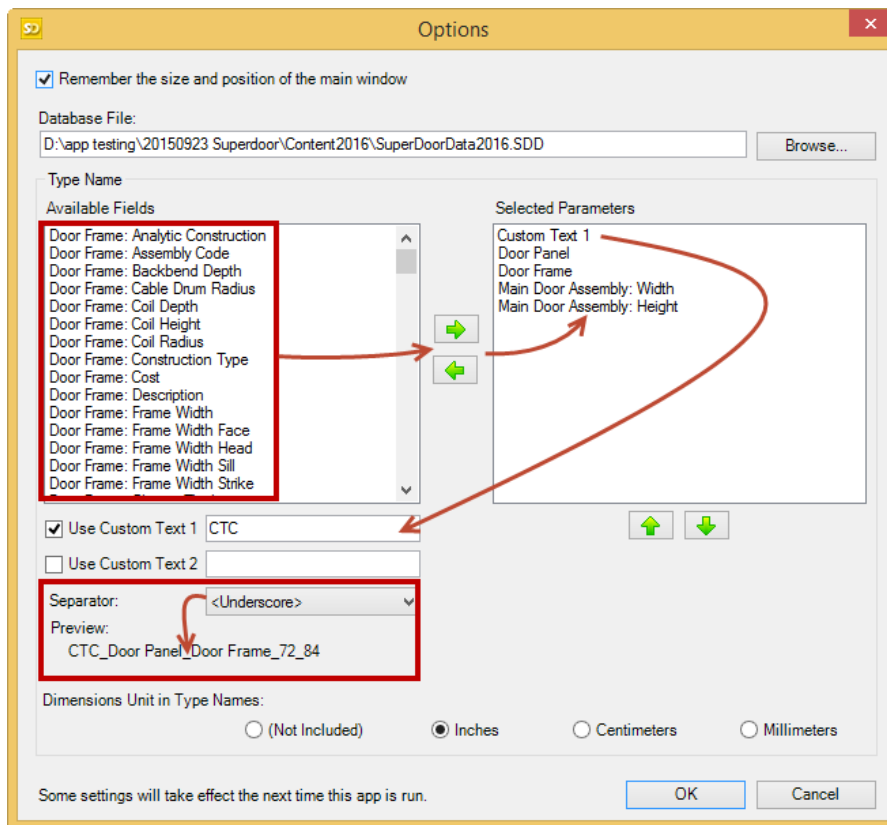 SD
Options
Remember the size and position of the main window
Database File:
D:\app testing\20150923 Superdoor\Content2016\SuperDoorData2016.SDD
Browse...
Type Name
Available Fields
Selected Parameters
Door Frame: Analytic Construction
Door Frame: Assembly Code
Door Frame: Backbend Depth
Door Frame: Cable Drum Radius
Door Frame: Coil Depth
Door Frame: Coil Height
Door Frame: Coil Radius
Door Frame: Construction Type
Door Frame: Cost
Door Frame: Description
Door Frame: Frame Width
Door Frame: Frame Width Face
Door Frame: Frame Width Head
Door Frame: Frame Width Sill
Door Frame: Frame Width Strike
Custom Text 1
Door Panel
Door Frame
Main Door Assembly: Width
Main Door Assembly: Height
Use Custom Text 1
CTC
Use Custom Text 2
Separator:
<Underscore>
Preview:
CTC_Door Panel_Door Frame_72_84
Dimensions Unit in Type Names:
(Not Included)
Inches
Centimeters
Millimeters
Some settings will take effect the next time this app is run.
OK
Cancel